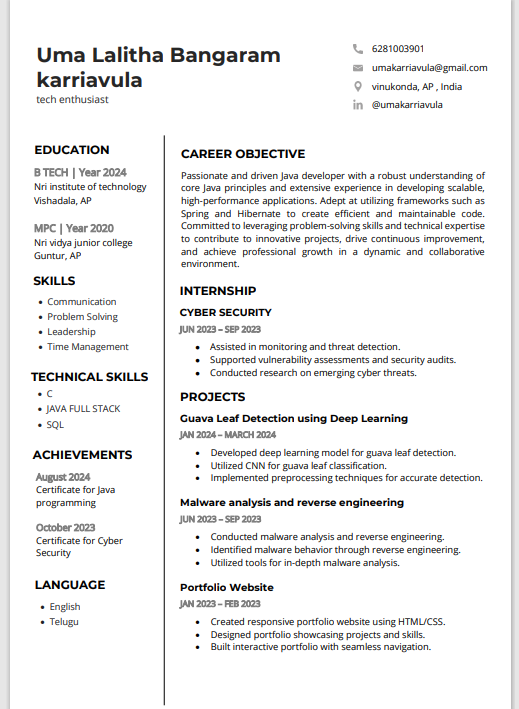 Uma Lalitha Bangaram
karriavula
tech enthusiast
6281003901
umakarriavula@gmail.com
vinukonda, AP , India
@umakarriavula
EDUCATION
B TECH | Year 2024
Nri institute of technology
Vishadala, AP
MPC | Year 2020
Nri vidya junior college
Guntur, AP
SKILLS
• Communication
• Problem Solving
• Leadership
• Time Management
TECHNICAL SKILLS
• C
• JAVA FULL STACK
• SQL
ACHIEVEMENTS
August 2024
Certificate for Java
programming
October 2023
Certificate for Cyber
Security
LANGUAGE
• English
• Telugu
CAREER OBJECTIVE
Passionate and driven Java developer with a robust understanding of
core Java principles and extensive experience in developing scalable,
high-performance applications. Adept at utilizing frameworks such as
Spring and Hibernate to create efficient and maintainable code.
Committed to leveraging problem-solving skills and technical expertise
to contribute to innovative projects, drive continuous improvement,
and achieve professional growth in a dynamic and collaborative
environment.
INTERNSHIP
CYBER SECURITY
JUN 2023 – SEP 2023
• Assisted in monitoring and threat detection.
• Supported vulnerability assessments and security audits.
• Conducted research on emerging cyber threats.
PROJECTS
Guava Leaf Detection using Deep Learning
JAN 2024 – MARCH 2024
• Developed deep learning model for guava leaf detection.
• Utilized CNN for guava leaf classification.
• Implemented preprocessing techniques for accurate detection.
Malware analysis and reverse engineering
JUN 2023 – SEP 2023
• Conducted malware analysis and reverse engineering.
• Identified malware behavior through reverse engineering.
• Utilized tools for in-depth malware analysis.
Portfolio Website
JAN 2023 – FEB 2023
• Created responsive portfolio website using HTML/CSS.
• Designed portfolio showcasing projects and skills.
• Built interactive portfolio with seamless navigation.